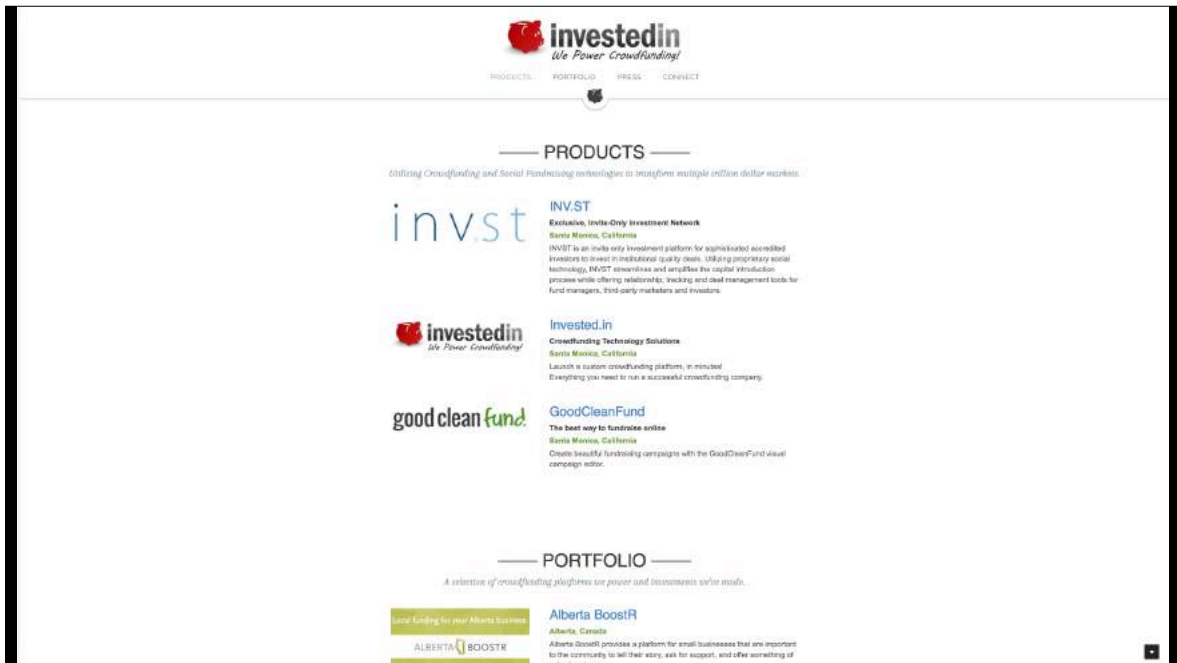 investedin
We Power Crowdfunding!
PRODUCTS PORTFOLIO PRESS CONNECT
PRODUCTS
Utilizing Crowdfunding and Social Fundraising technologies to transform multiple trillion dollar markets.
inv.st
INV.ST
Exclusive, Invite-Only Investment Network
Santa Monica, California
INVST is an invite only investment platform for sophisticated accredited
investors to invest in institutional quality deals. Utilizing proprietary social
technology, INVST streamlines and amplifies the capital introduction
process while offering relationship, tracking and deal management tools for
fund managers, third-party marketers and investors.
investedin
We Power Crowdfunding!
Invested.in
Crowdfunding Technology Solutions
Santa Monica, California
Launch a custom crowdfunding platform, in minutes!
Everything you need to run a successful crowdfunding company.
good clean fund.
GoodCleanFund
The best way to fundraise online
Santa Monica, California
Create beautiful fundraising campaigns with the GoodCleanFund visual
campaign editor.
PORTFOLIO
A selection of crowdfunding platforms we power and investments we've made.
Local funding for your Alberta business
ALBERTA BOOSTR
Alberta BoostR
Alberta, Canada
Alberta BoostR provides a platform for small businesses that are important
to the community to tell their story, ask for support, and offer something of